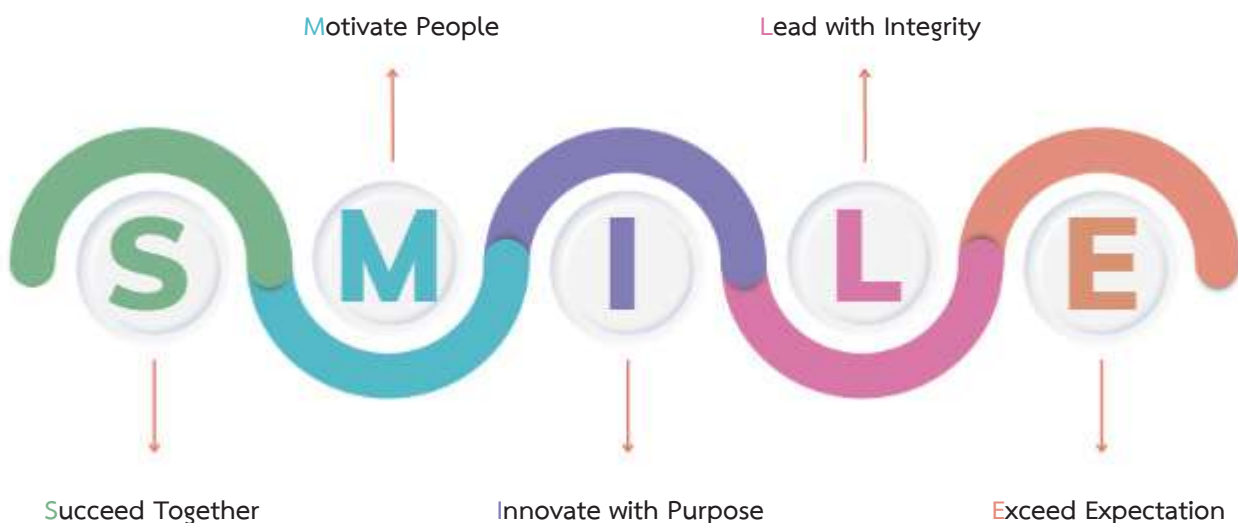 Motivate People
Lead with Integrity
S
M
I
L
E
Succeed Together
Innovate with Purpose
Exceed Expectation